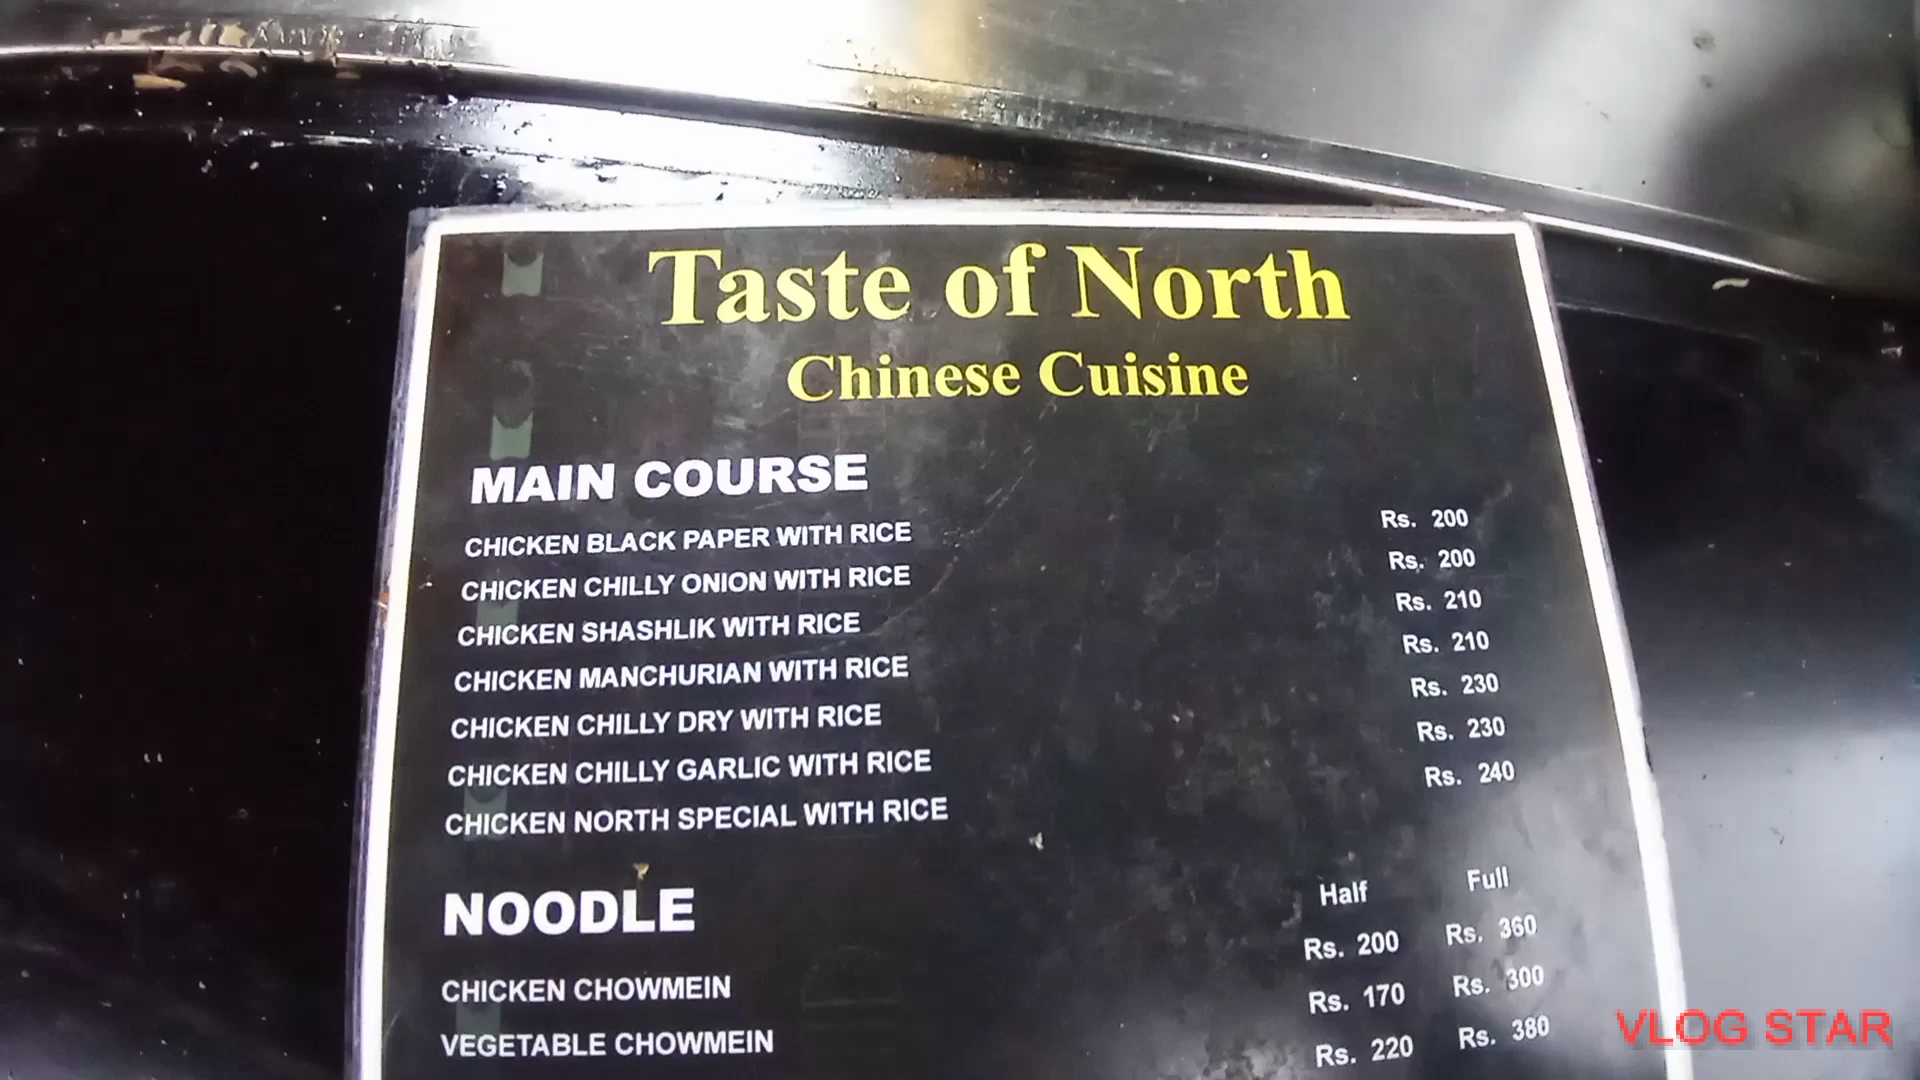 Taste of North
Chinese Cuisine
MAIN COURSE
CHICKEN BLACK PAPER WITH RICE Rs. 200
CHICKEN CHILLY ONION WITH RICE Rs. 200
CHICKEN SHASHLIK WITH RICE Rs. 210
CHICKEN MANCHURIAN WITH RICE Rs. 210
CHICKEN CHILLY DRY WITH RICE Rs. 230
CHICKEN CHILLY GARLIC WITH RICE Rs. 230
CHICKEN NORTH SPECIAL WITH RICE Rs. 240
NOODLE Half Full
CHICKEN CHOWMEIN Rs. 200 Rs. 360
VEGETABLE CHOWMEIN Rs. 170 Rs. 300
Rs. 220 Rs. 380
VLOG STAR